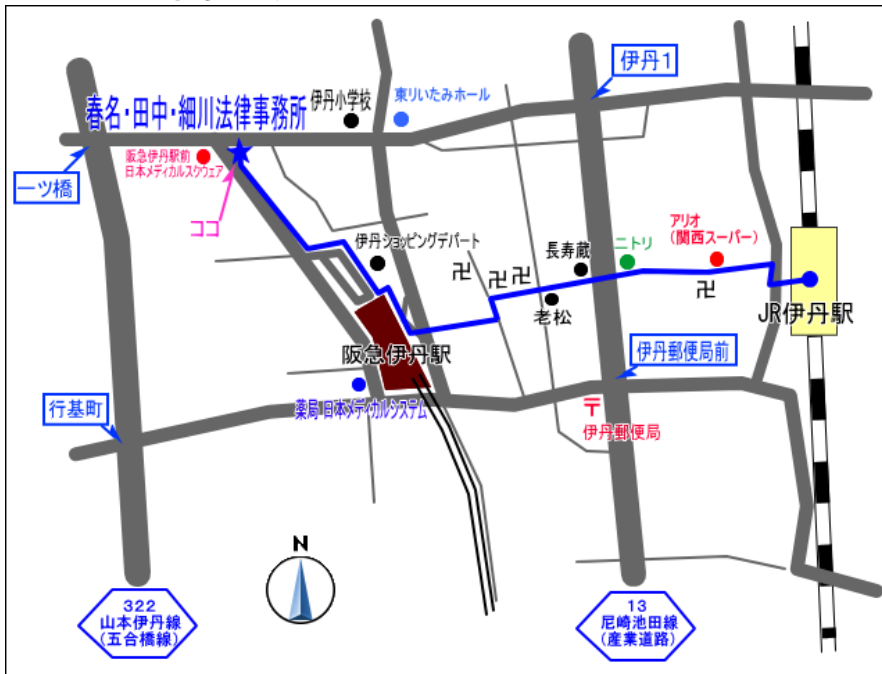 伊丹1
伊丹小学校
東リいたみホール
春名・田中・細川法律事務所
阪急伊丹駅前
日本メディカルスクウェア
一ツ橋
ココ
伊丹ショッピングデパート
長寿蔵
ニトリ
アリオ
(関西スーパー)
卍
卍
卍
卍
老松
JR伊丹駅
阪急伊丹駅
伊丹郵便局前
行基町
薬局 日本メディカルシステム
〒
伊丹郵便局
N
322
山本伊丹線
(五合橋線)
13
尼崎池田線
(産業道路)